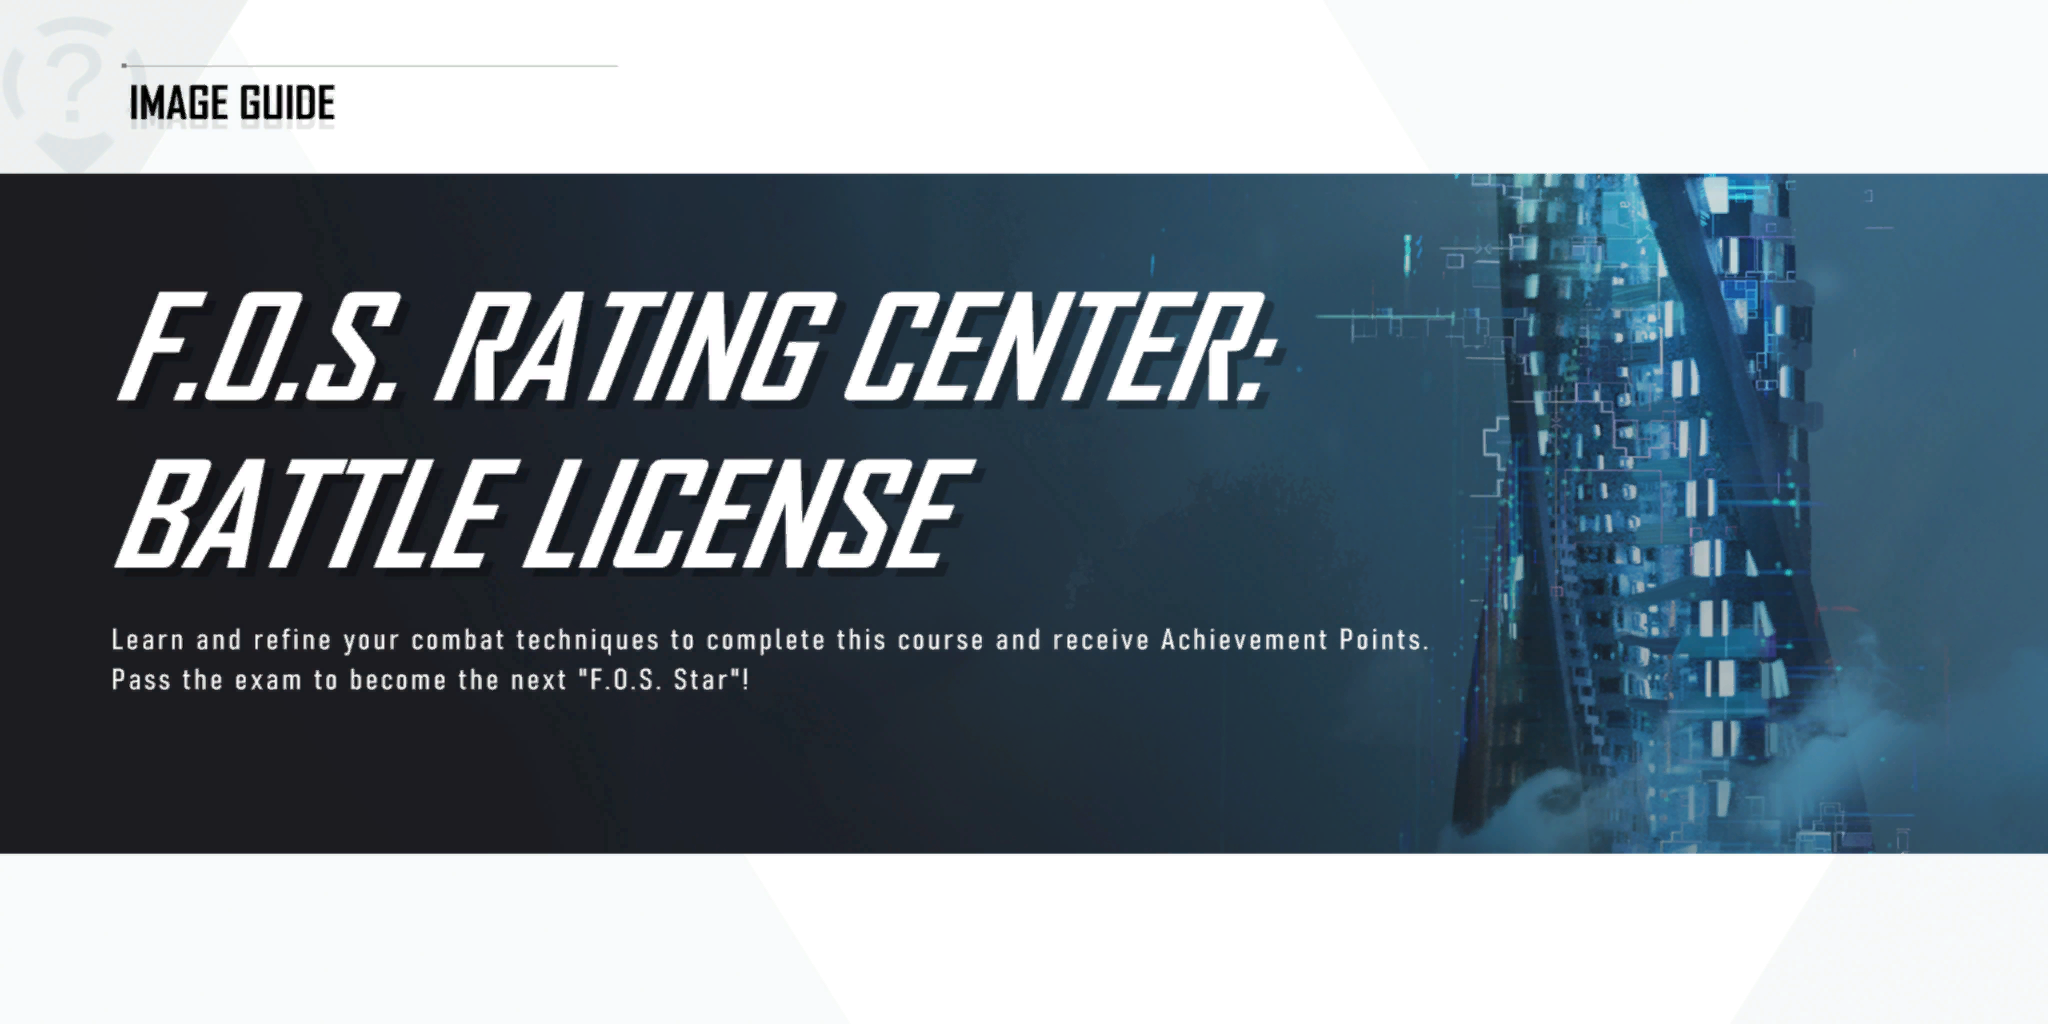 IMAGE GUIDE
F.O.S. RATING CENTER:
BATTLE LICENSE
Learn and refine your combat techniques to complete this course and receive Achievement Points.
Pass the exam to become the next "F.O.S. Star"!